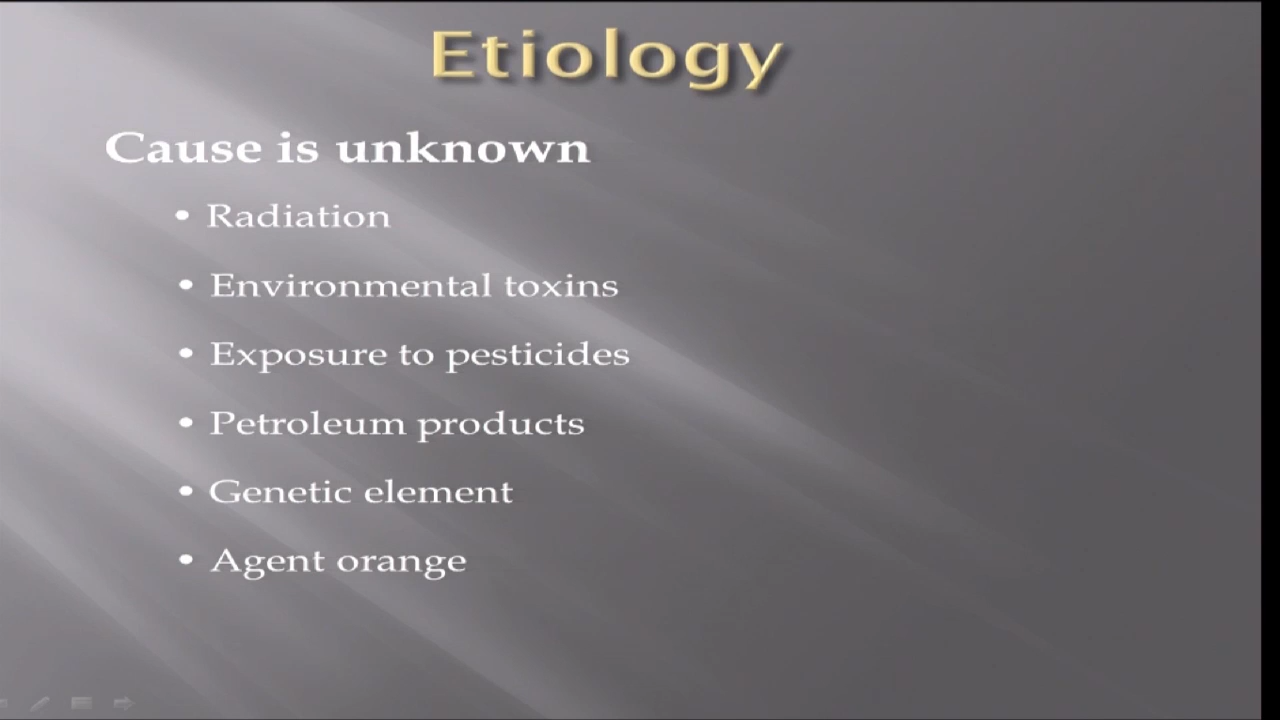 Etiology
Cause is unknown
• Radiation
• Environmental toxins
• Exposure to pesticides
• Petroleum products
• Genetic element
• Agent orange